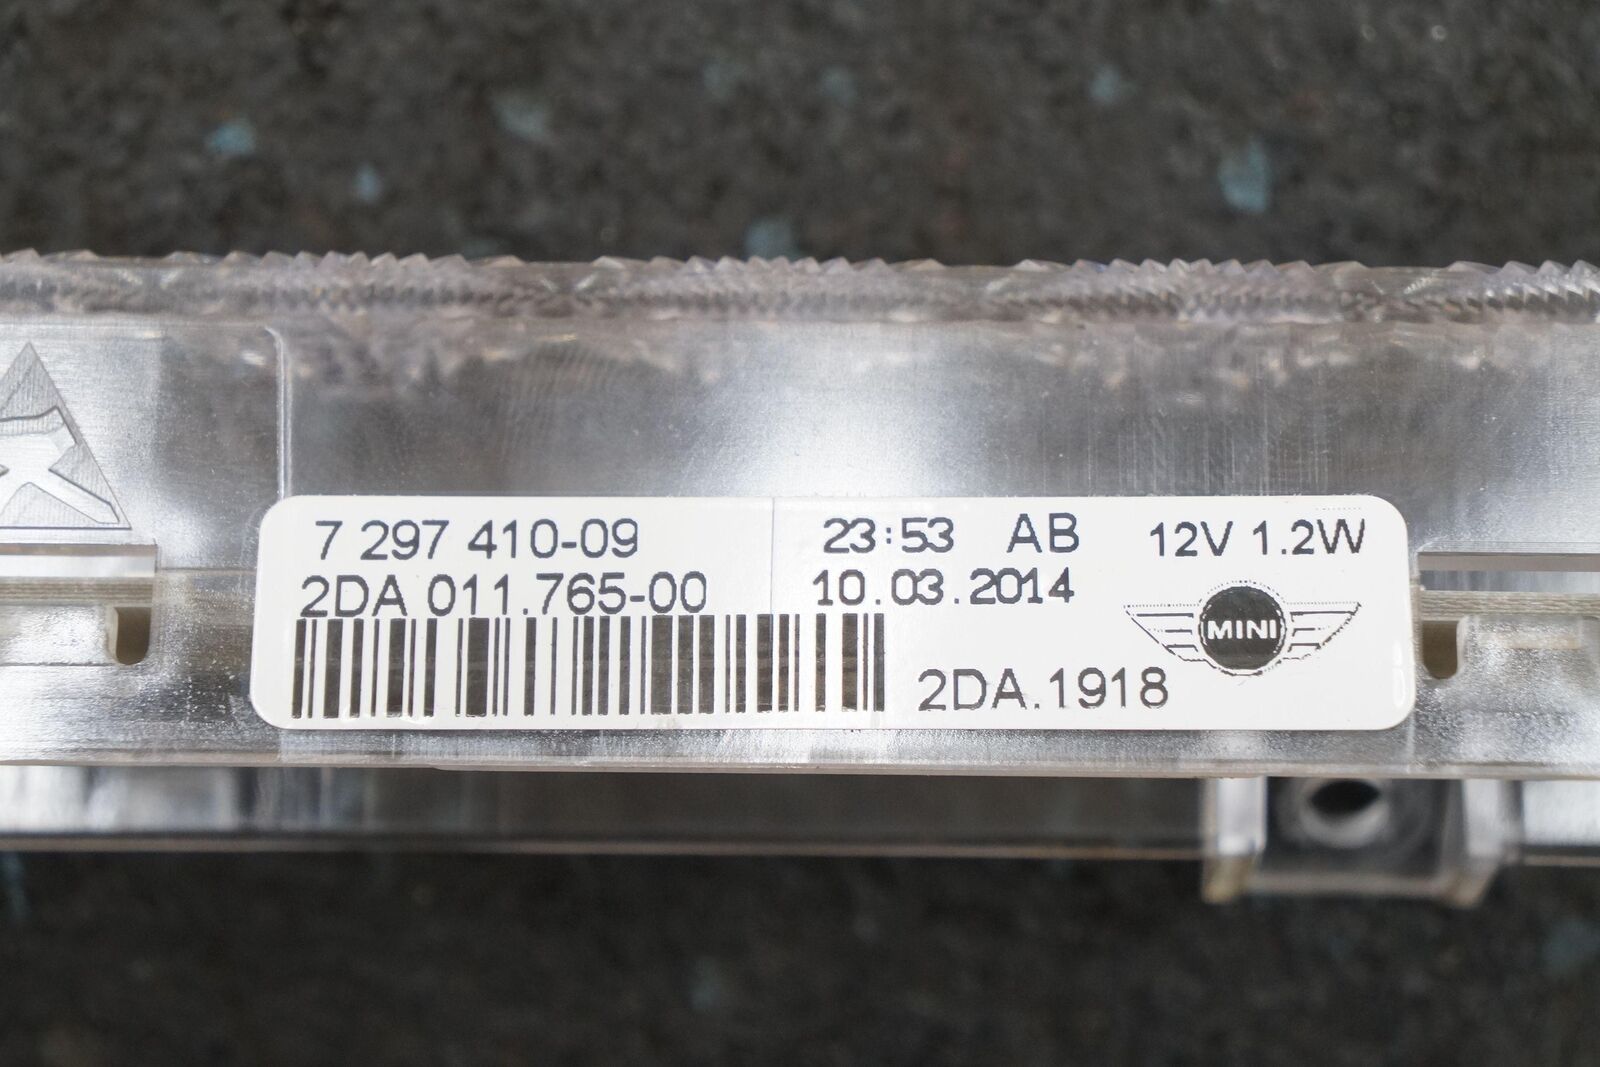 7 297 410-09 23:53 AB 12V 1.2W
2DA 011.765-00 10.03.2014
MINI
2DA.1918